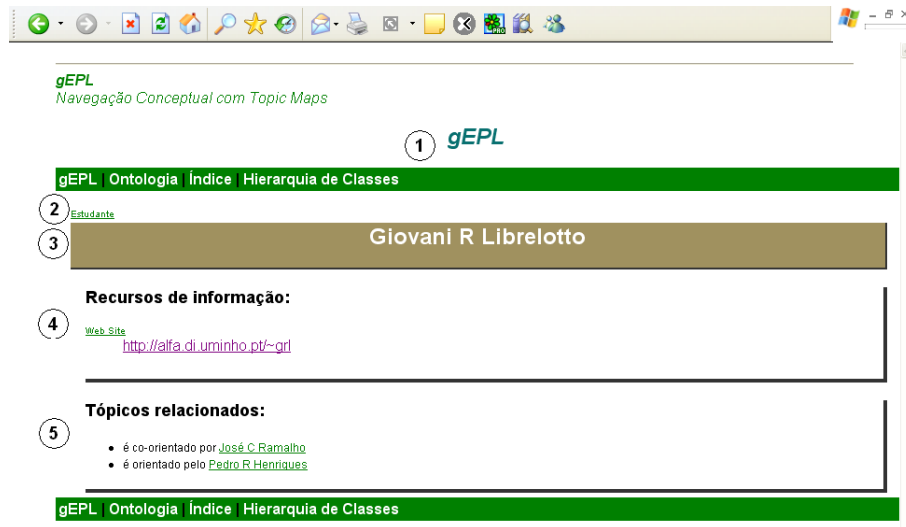 gEPL
Navegação Conceptual com Topic Maps
1 gEPL
gEPL | Ontologia | Índice | Hierarquia de Classes
2 Estudante
3 Giovani R Librelotto
Recursos de informação:
4 Web Site
http://alfa.di.uminho.pt/~grl
Tópicos relacionados:
5
• é co-orientado por José C Ramalho
• é orientado pelo Pedro R Henriques
gEPL | Ontologia | Índice | Hierarquia de Classes